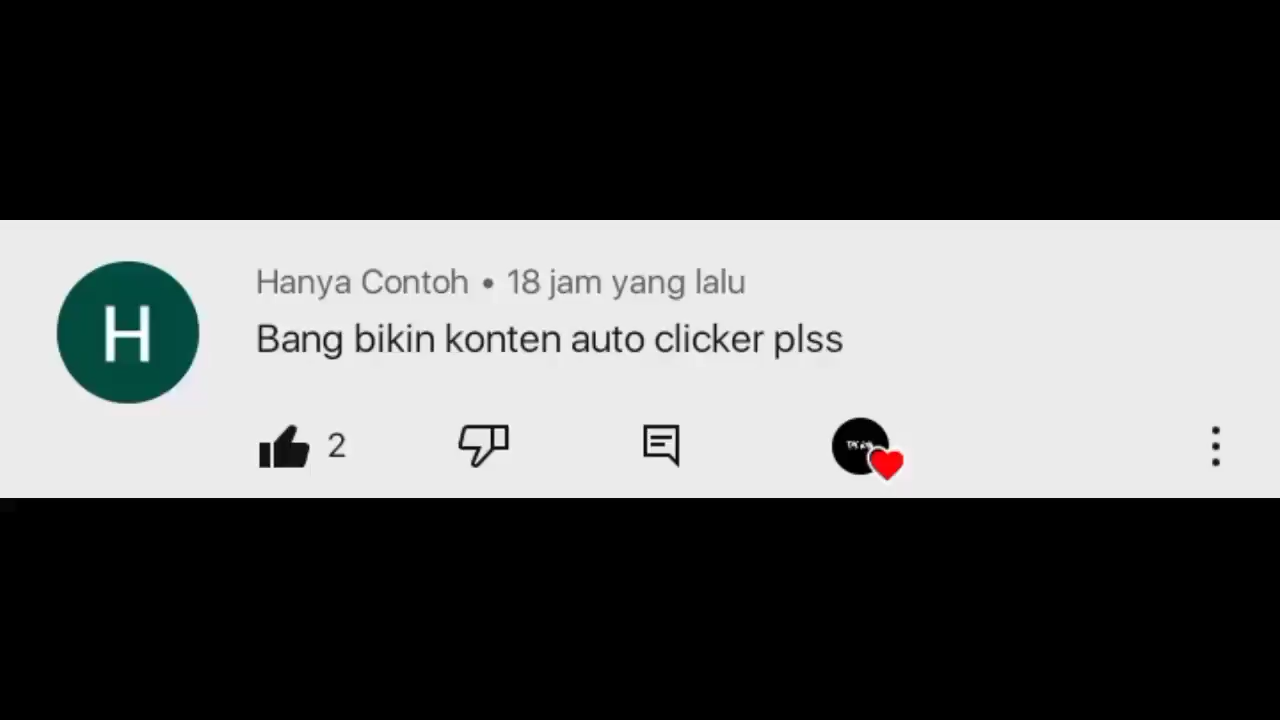 H
Hanya Contoh • 18 jam yang lalu
Bang bikin konten auto clicker plss
2